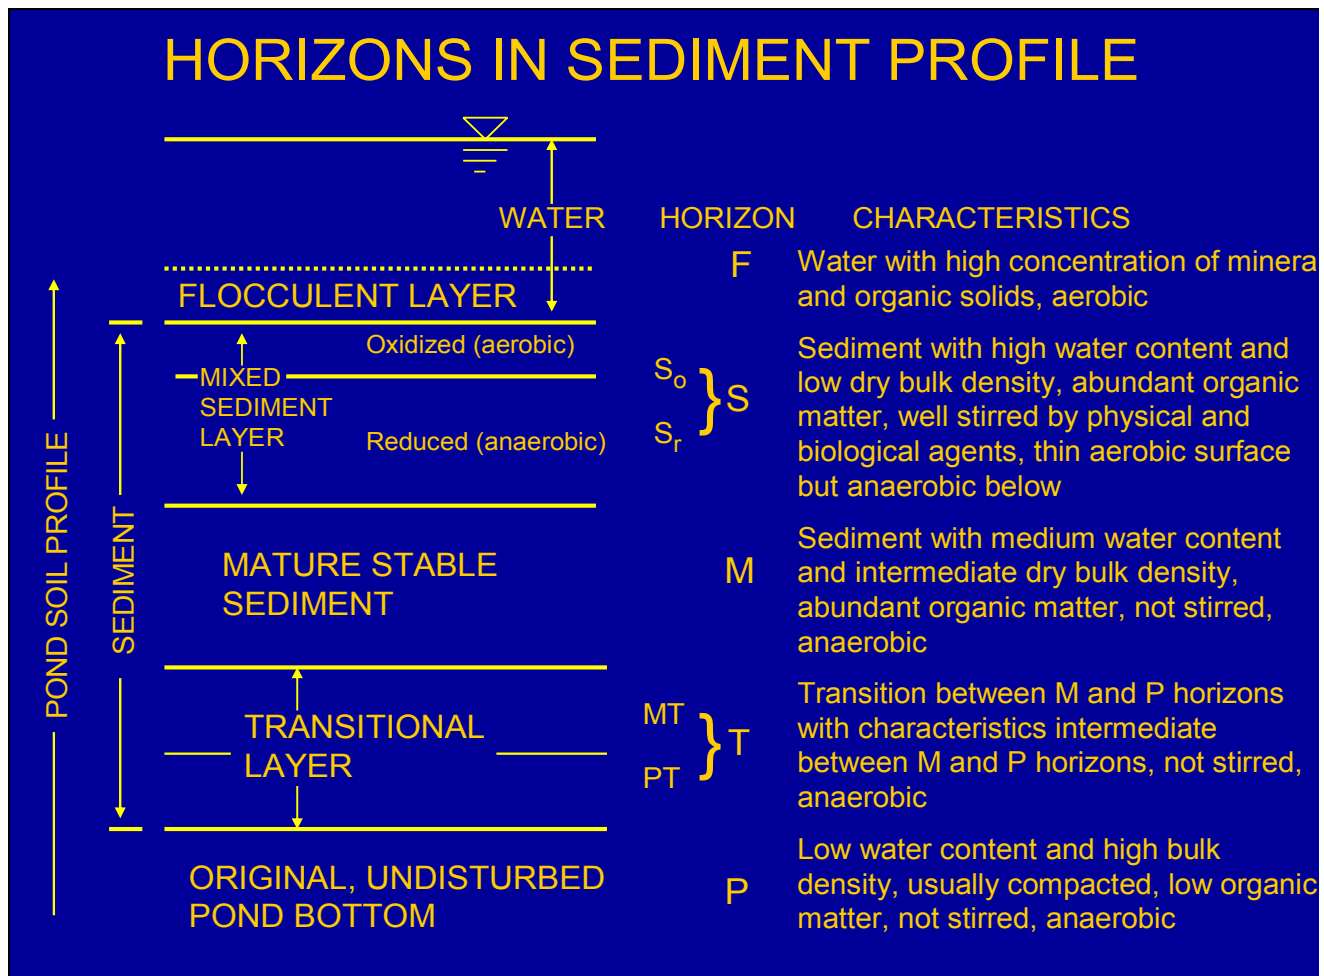 HORIZONS IN SEDIMENT PROFILE
WATER
HORIZON
CHARACTERISTICS
FLOCCULENT LAYER
F
Water with high concentration of minera
and organic solids, aerobic
Oxidized (aerobic)
MIXED
SEDIMENT
LAYER
Reduced (anaerobic)
So
Sr
} S
Sediment with high water content and
low dry bulk density, abundant organic
matter, well stirred by physical and
biological agents, thin aerobic surface
but anaerobic below
POND SOIL PROFILE
SEDIMENT
MATURE STABLE
SEDIMENT
M
Sediment with medium water content
and intermediate dry bulk density,
abundant organic matter, not stirred,
anaerobic
TRANSITIONAL
LAYER
MT
PT
} T
Transition between M and P horizons
with characteristics intermediate
between M and P horizons, not stirred,
anaerobic
ORIGINAL, UNDISTURBED
POND BOTTOM
P
Low water content and high bulk
density, usually compacted, low organic
matter, not stirred, anaerobic